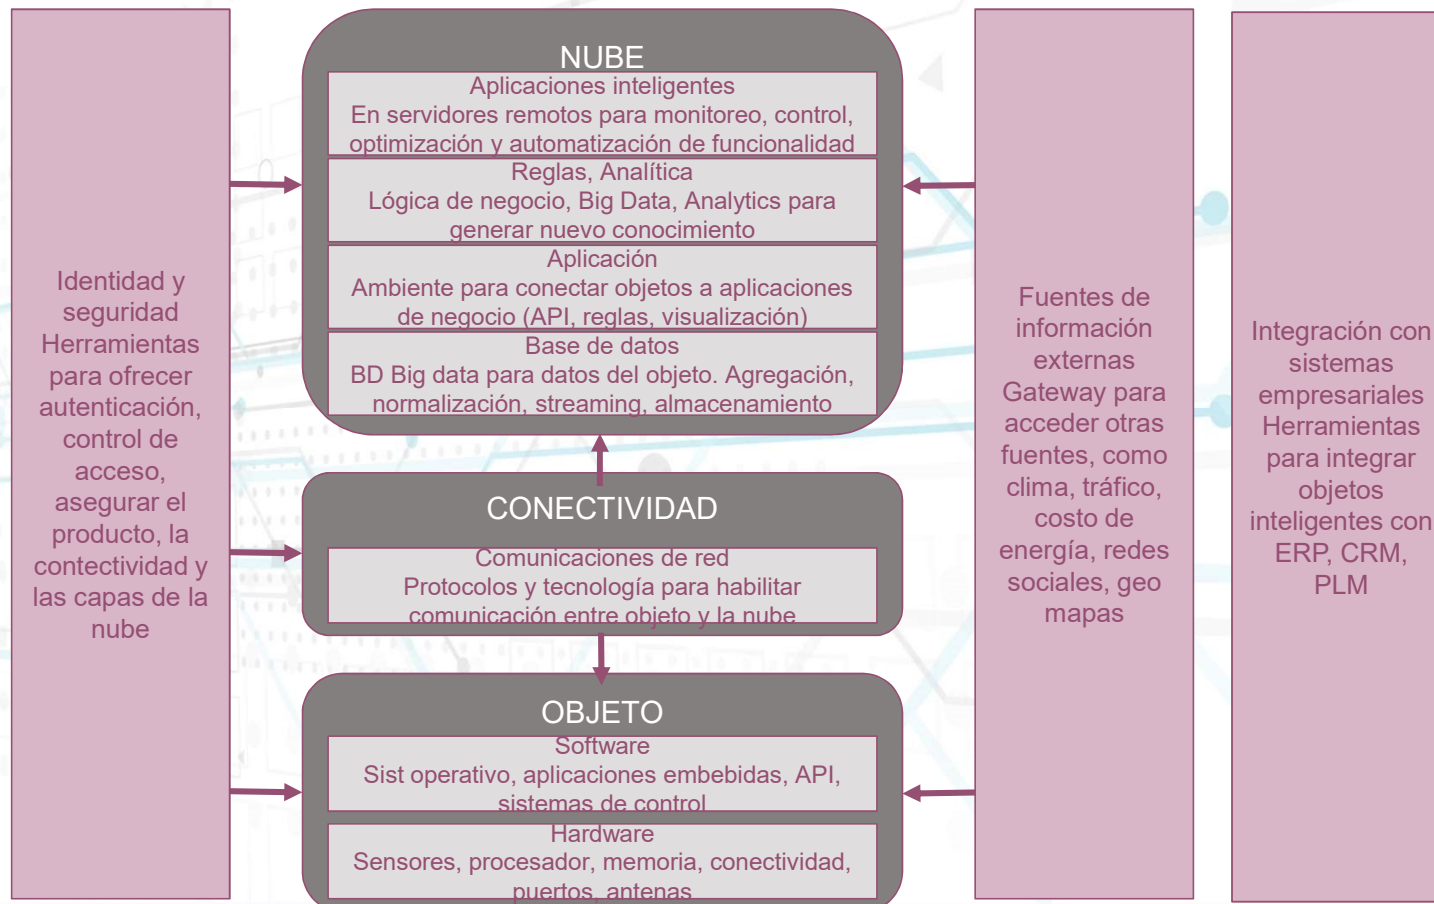 Identidad y
seguridad
Herramientas
para ofrecer
autenticación,
control de
acceso,
asegurar el
producto, la
contectividad y
las capas de la
nube
NUBE
Aplicaciones inteligentes
En servidores remotos para monitoreo, control,
optimización y automatización de funcionalidad
Reglas, Analítica
Lógica de negocio, Big Data, Analytics para
generar nuevo conocimiento
Aplicación
Ambiente para conectar objetos a aplicaciones
de negocio (API, reglas, visualización)
Base de datos
BD Big data para datos del objeto. Agregación,
normalización, streaming, almacenamiento
CONECTIVIDAD
Comunicaciones de red
Protocolos y tecnología para habilitar
comunicación entre objeto y la nube
OBJETO
Software
Sist operativo, aplicaciones embebidas, API,
sistemas de control
Hardware
Sensores, procesador, memoria, conectividad,
puertos, antenas
Fuentes de
información
externas
Gateway para
acceder otras
fuentes, como
clima, tráfico,
costo de
energía, redes
sociales, geo
mapas
Integración con
sistemas
empresariales
Herramientas
para integrar
objetos
inteligentes con
ERP, CRM,
PLM